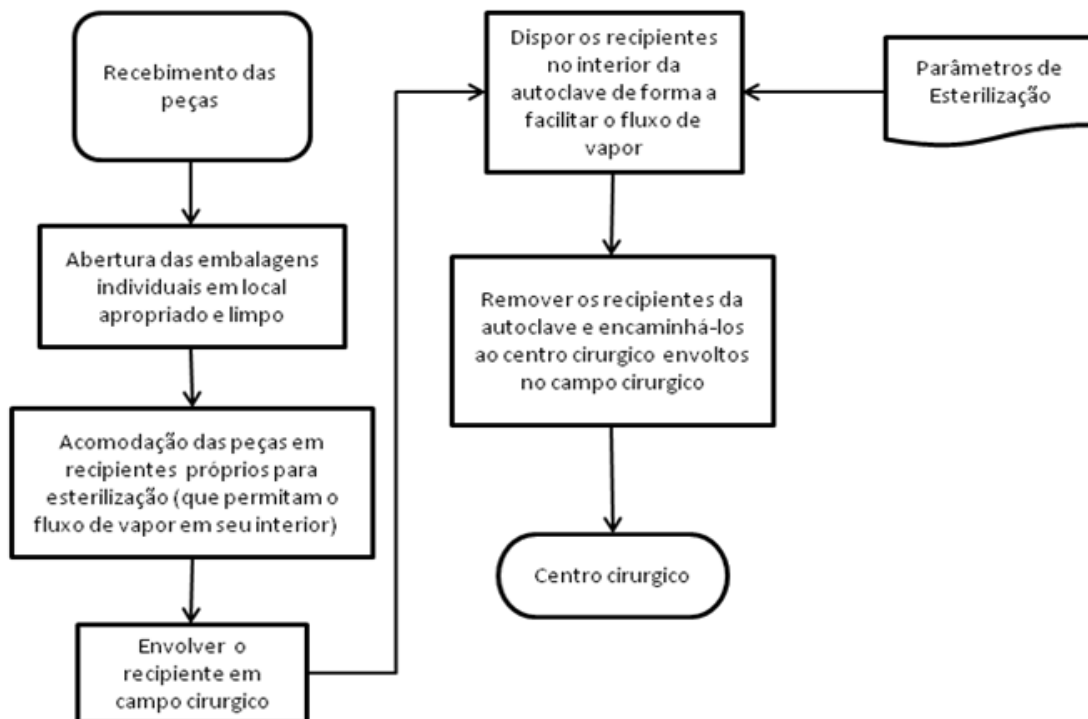 Recebimento das
peças
Abertura das embalagens
individuais em local
apropriado e limpo
Acomodação das peças em
recipientes próprios para
esterilização (que permitam o
fluxo de vapor em seu interior)
Envolver o
recipiente em
campo cirurgico
Dispor os recipientes
no interior da
autoclave de forma a
facilitar o fluxo de
vapor
Parâmetros de
Esterilização
Remover os recipientes da
autoclave e encaminhá-los
ao centro cirurgico envoltos
no campo cirurgico
Centro cirurgico